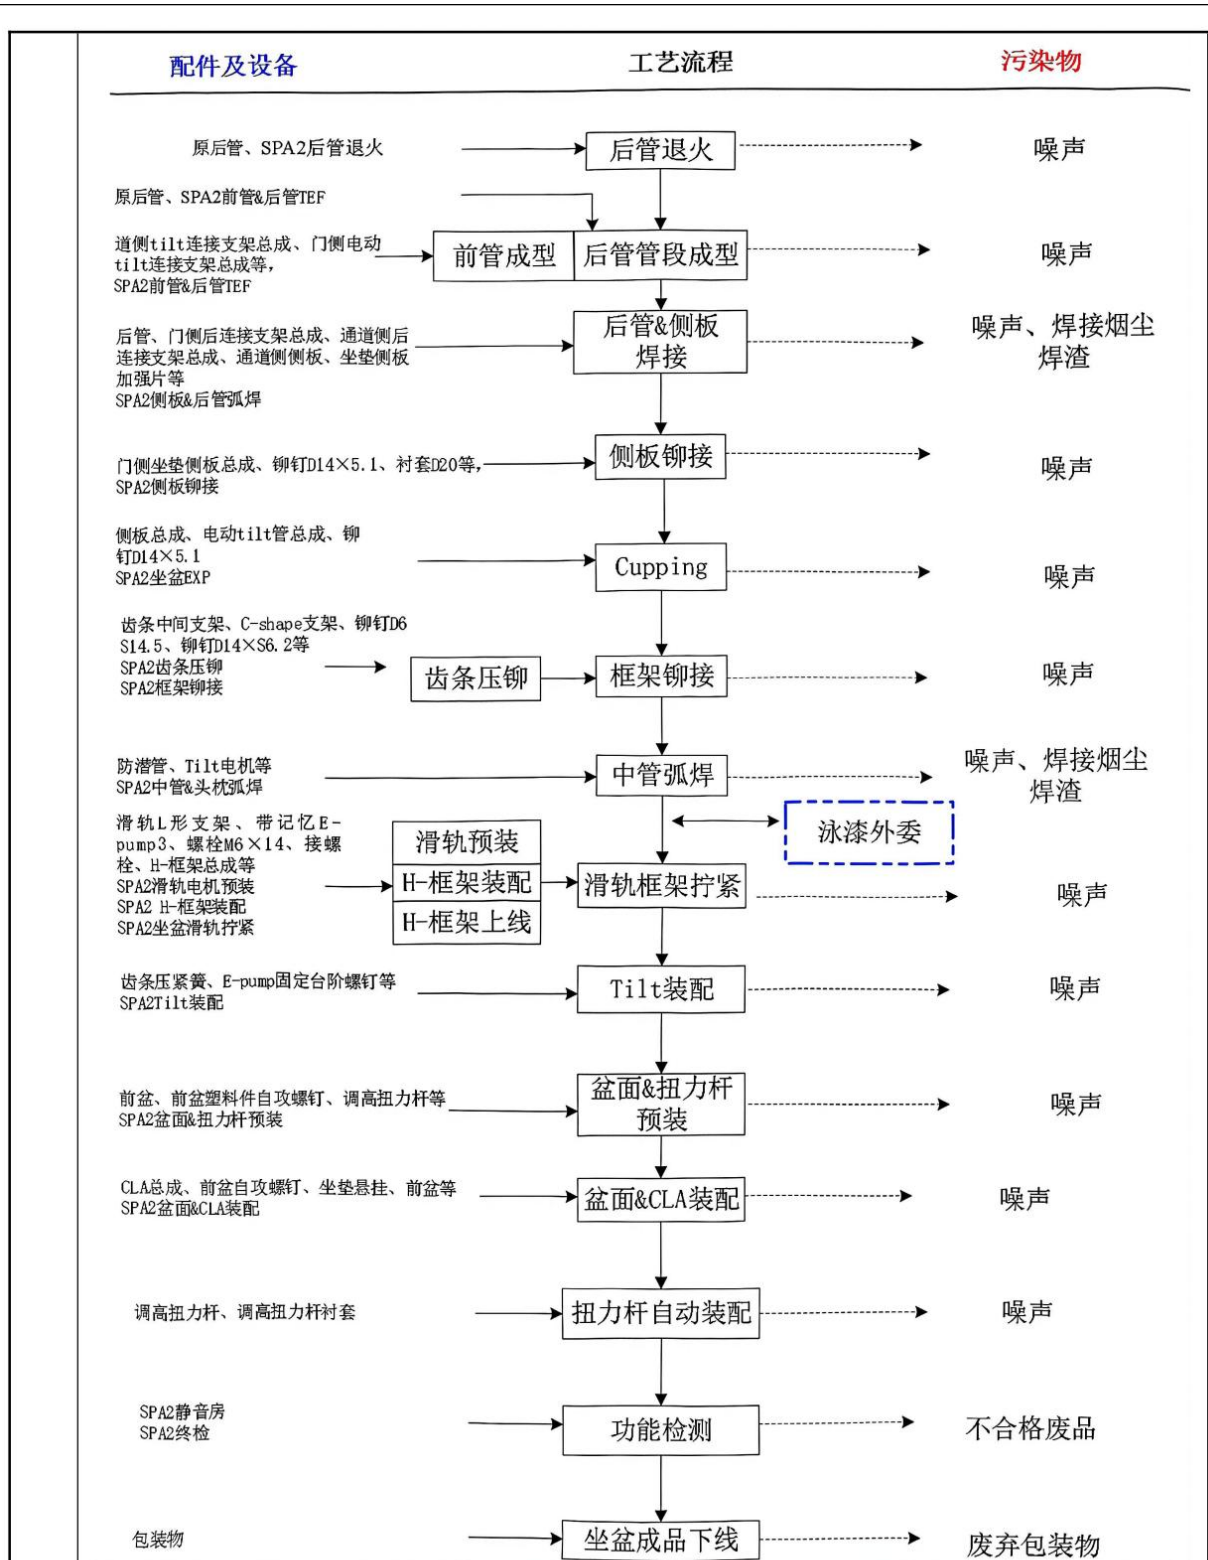 配件及设备 工艺流程 污染物
原后管、SPA2后管退火 后管退火 噪声
原后管、SPA2前管&后管TEF
道侧tilt连接支架总成、门侧电动
tilt连接支架总成等,
SPA2前管&后管TEF
前管成型 后管管段成型 噪声
后管、门侧后连接支架总成、通道侧后
连接支架总成、通道侧侧板、坐垫侧板
加强片等
SPA2侧板&后管弧焊
后管&侧板
焊接
噪声、焊接烟尘
焊渣
门侧坐垫侧板总成、铆钉D14×5.1、衬套D20等,
SPA2侧板铆接
侧板铆接 噪声
侧板总成、电动tilt管总成、铆
钉D14×5.1
SPA2坐盆EXP
Cupping 噪声
齿条中间支架、C-shape支架、铆钉D6
S14.5、铆钉D14×S6.2等
SPA2齿条压铆
SPA2框架铆接
齿条压铆 框架铆接 噪声
防潜管、Tilt电机等
SPA2中管&头枕弧焊
中管弧焊
噪声、焊接烟尘
焊渣
泳漆外委
滑轨L形支架、带记忆E-
pump3、螺栓M6×14、接螺
栓、H-框架总成等
SPA2滑轨电机预装
SPA2 H-框架装配
SPA2坐盆滑轨拧紧
滑轨预装
H-框架装配
H-框架上线
滑轨框架拧紧 噪声
齿条压紧簧、E-pump固定台阶螺钉等
SPA2Tilt装配
Tilt装配 噪声
前盆、前盆塑料件自攻螺钉、调高扭力杆等
SPA2盆面&扭力杆预装
盆面&扭力杆
预装
噪声
CLA总成、前盆自攻螺钉、坐垫悬挂、前盆等
SPA2盆面&CLA装配
盆面&CLA装配 噪声
调高扭力杆、调高扭力杆衬套 扭力杆自动装配 噪声
SPA2静音房
SPA2终检
功能检测 不合格废品
包装物 坐盆成品下线 废弃包装物